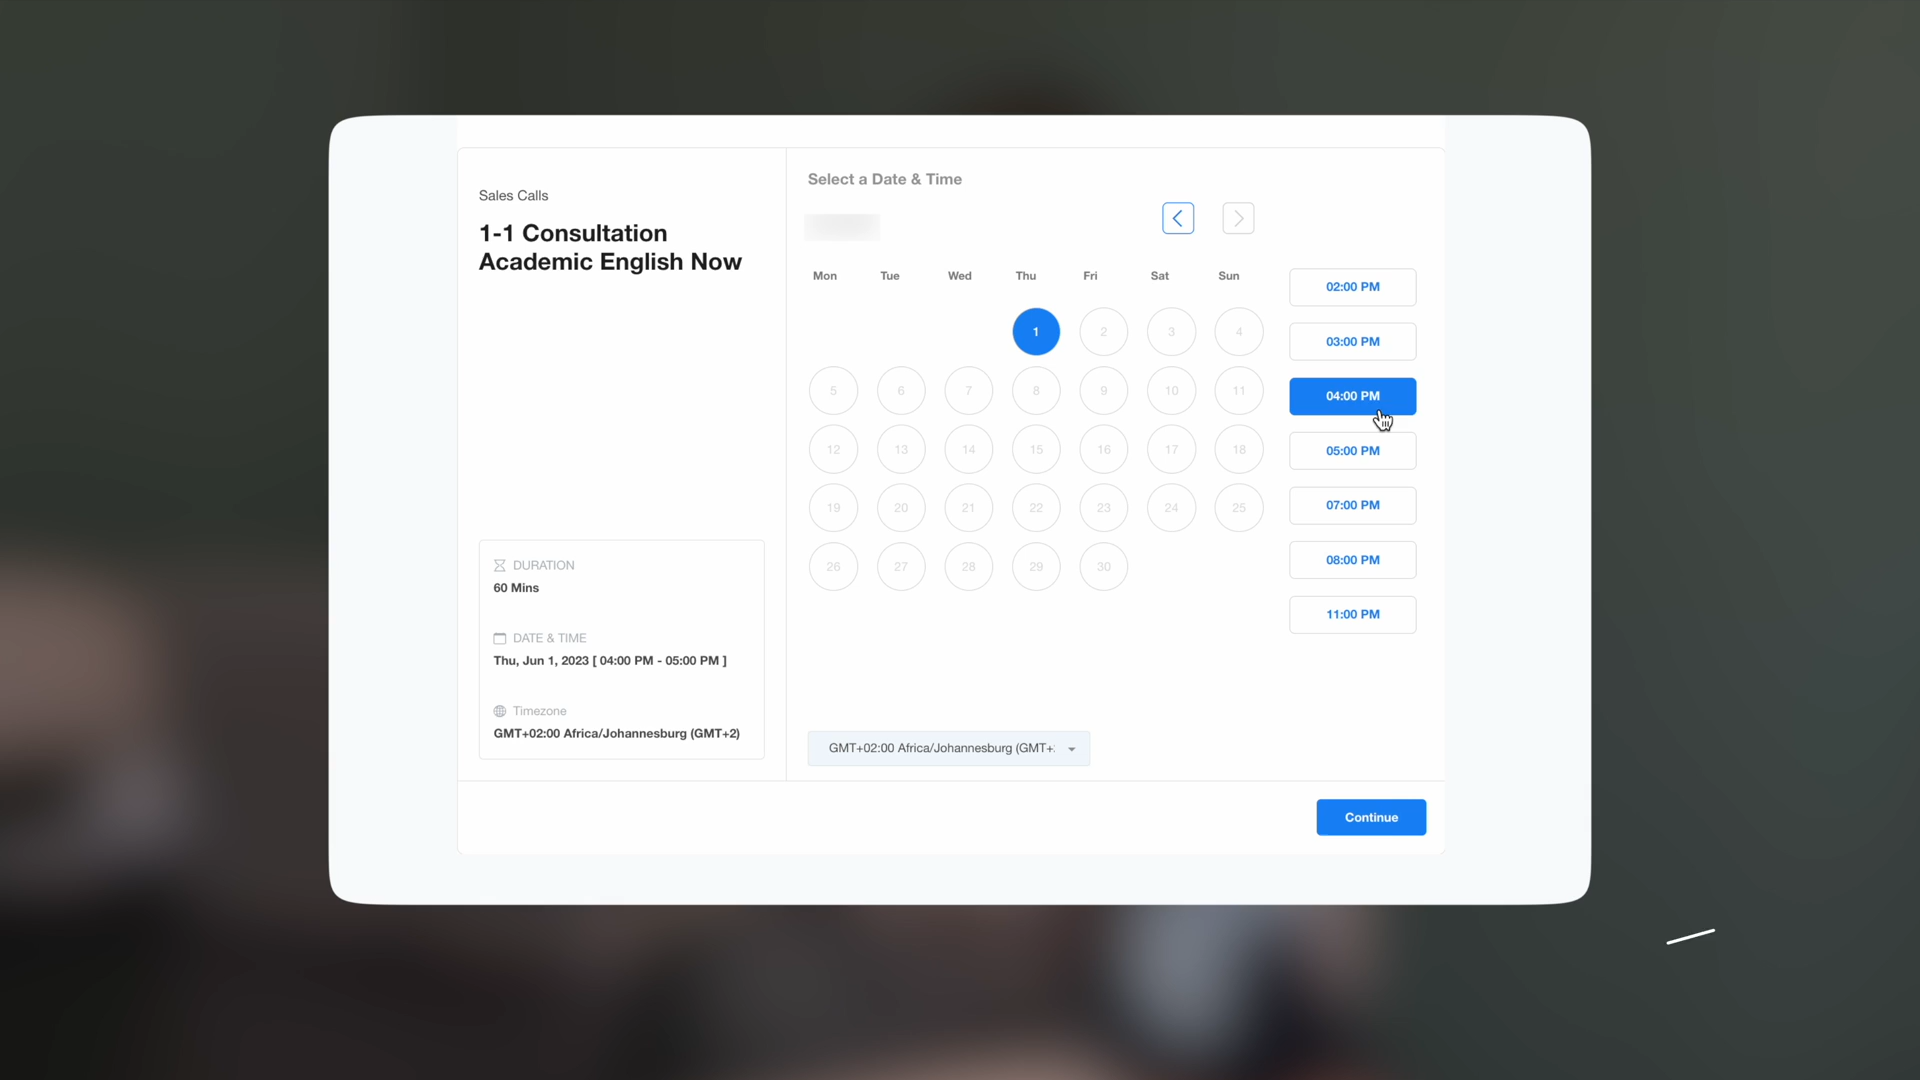 Sales Calls
1-1 Consultation
Academic English Now
DURATION
60 Mins
DATE & TIME
Thu, Jun 1, 2023 [ 04:00 PM - 05:00 PM ]
Timezone
GMT+02:00 Africa/Johannesburg (GMT+2)
Select a Date & Time
Mon Tue Wed Thu Fri Sat Sun
1 2 3 4
5 6 7 8 9 10 11
12 13 14 15 16 17 18
19 20 21 22 23 24 25
26 27 28 29 30
GMT+02:00 Africa/Johannesburg (GMT+
02:00 PM
03:00 PM
04:00 PM
05:00 PM
07:00 PM
08:00 PM
11:00 PM
Continue